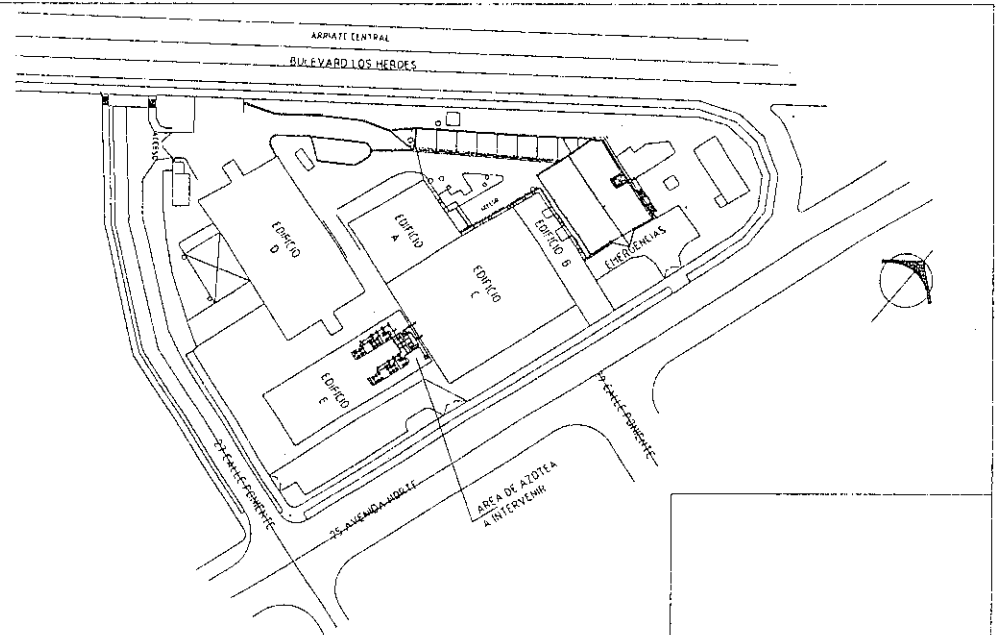 ARRIATE CENTRAL
BULEVARD LOS HEROES
ACCESO
EDIFICIO
D
EDIFICIO
A
EDIFICIO
C
EDIFICIO B
EMERGENCIAS
EDIFICIO
E
AREA DE AZOTEA
A INTERVENIR
27 CALLE PONIENTE
25 AVENIDA NORTE
CALLE PONIENTE